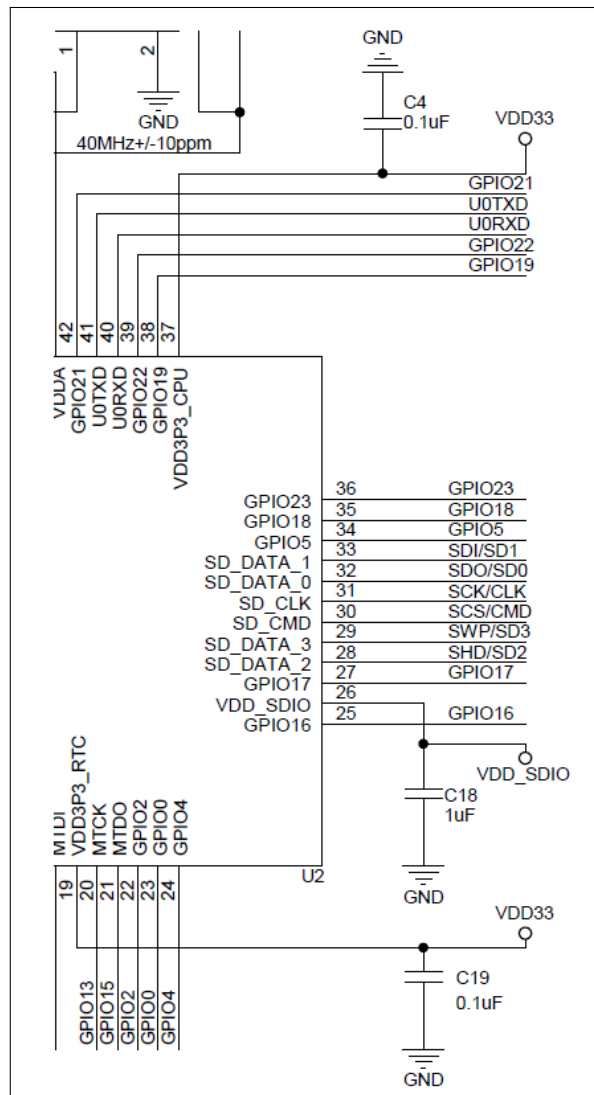 1
2
GND
40MHz+/-10ppm
GND
C4
0.1uF
VDD33
GPIO21
U0TXD
U0RXD
GPIO22
GPIO19
42
41
40
39
38
37
VDDA
GPIO21
U0TXD
U0RXD
GPIO22
GPIO19
VDD3P3_CPU
GPIO23 36 GPIO23
GPIO18 35 GPIO18
GPIO5 34 GPIO5
SD_DATA_1 33 SDI/SD1
SD_DATA_0 32 SDO/SD0
SD_CLK 31 SCK/CLK
SD_CMD 30 SCS/CMD
SD_DATA_3 29 SWP/SD3
SD_DATA_2 28 SHD/SD2
GPIO17 27 GPIO17
VDD_SDIO 26
GPIO16 25 GPIO16
VDD_SDIO
C18
1uF
GND
MTDI
VDD3P3_RTC
MTCK
MTDO
GPIO2
GPIO0
GPIO4
U2
19
20
21
22
23
24
VDD33
C19
0.1uF
GND
GPIO13
GPIO15
GPIO2
GPIO0
GPIO4